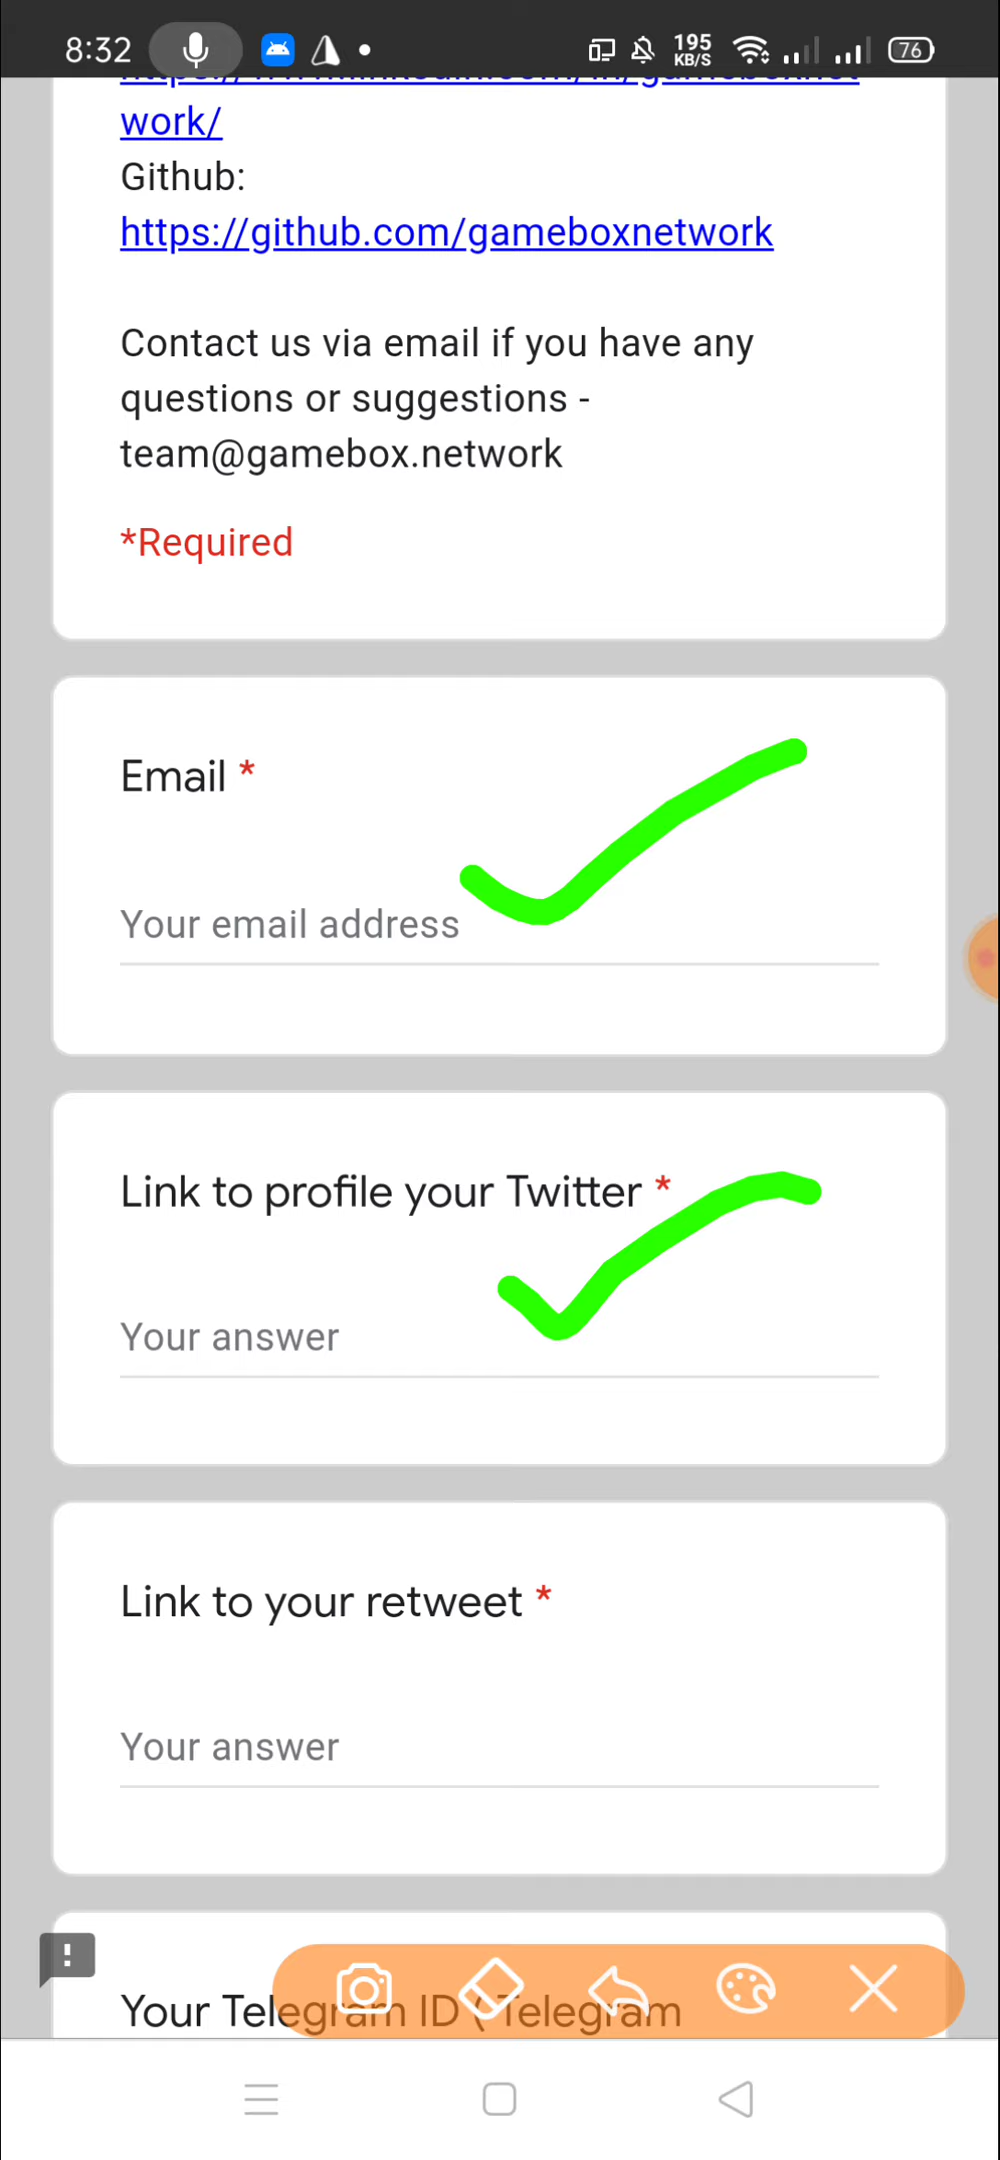 8:32
195
KB/S
76
work/
Github:
https://github.com/gameboxnetwork
Contact us via email if you have any
questions or suggestions -
team@gamebox.network
*Required
Email *
Your email address
Link to profile your Twitter *
Your answer
Link to your retweet *
Your answer
Your Telegram ID ( Telegram